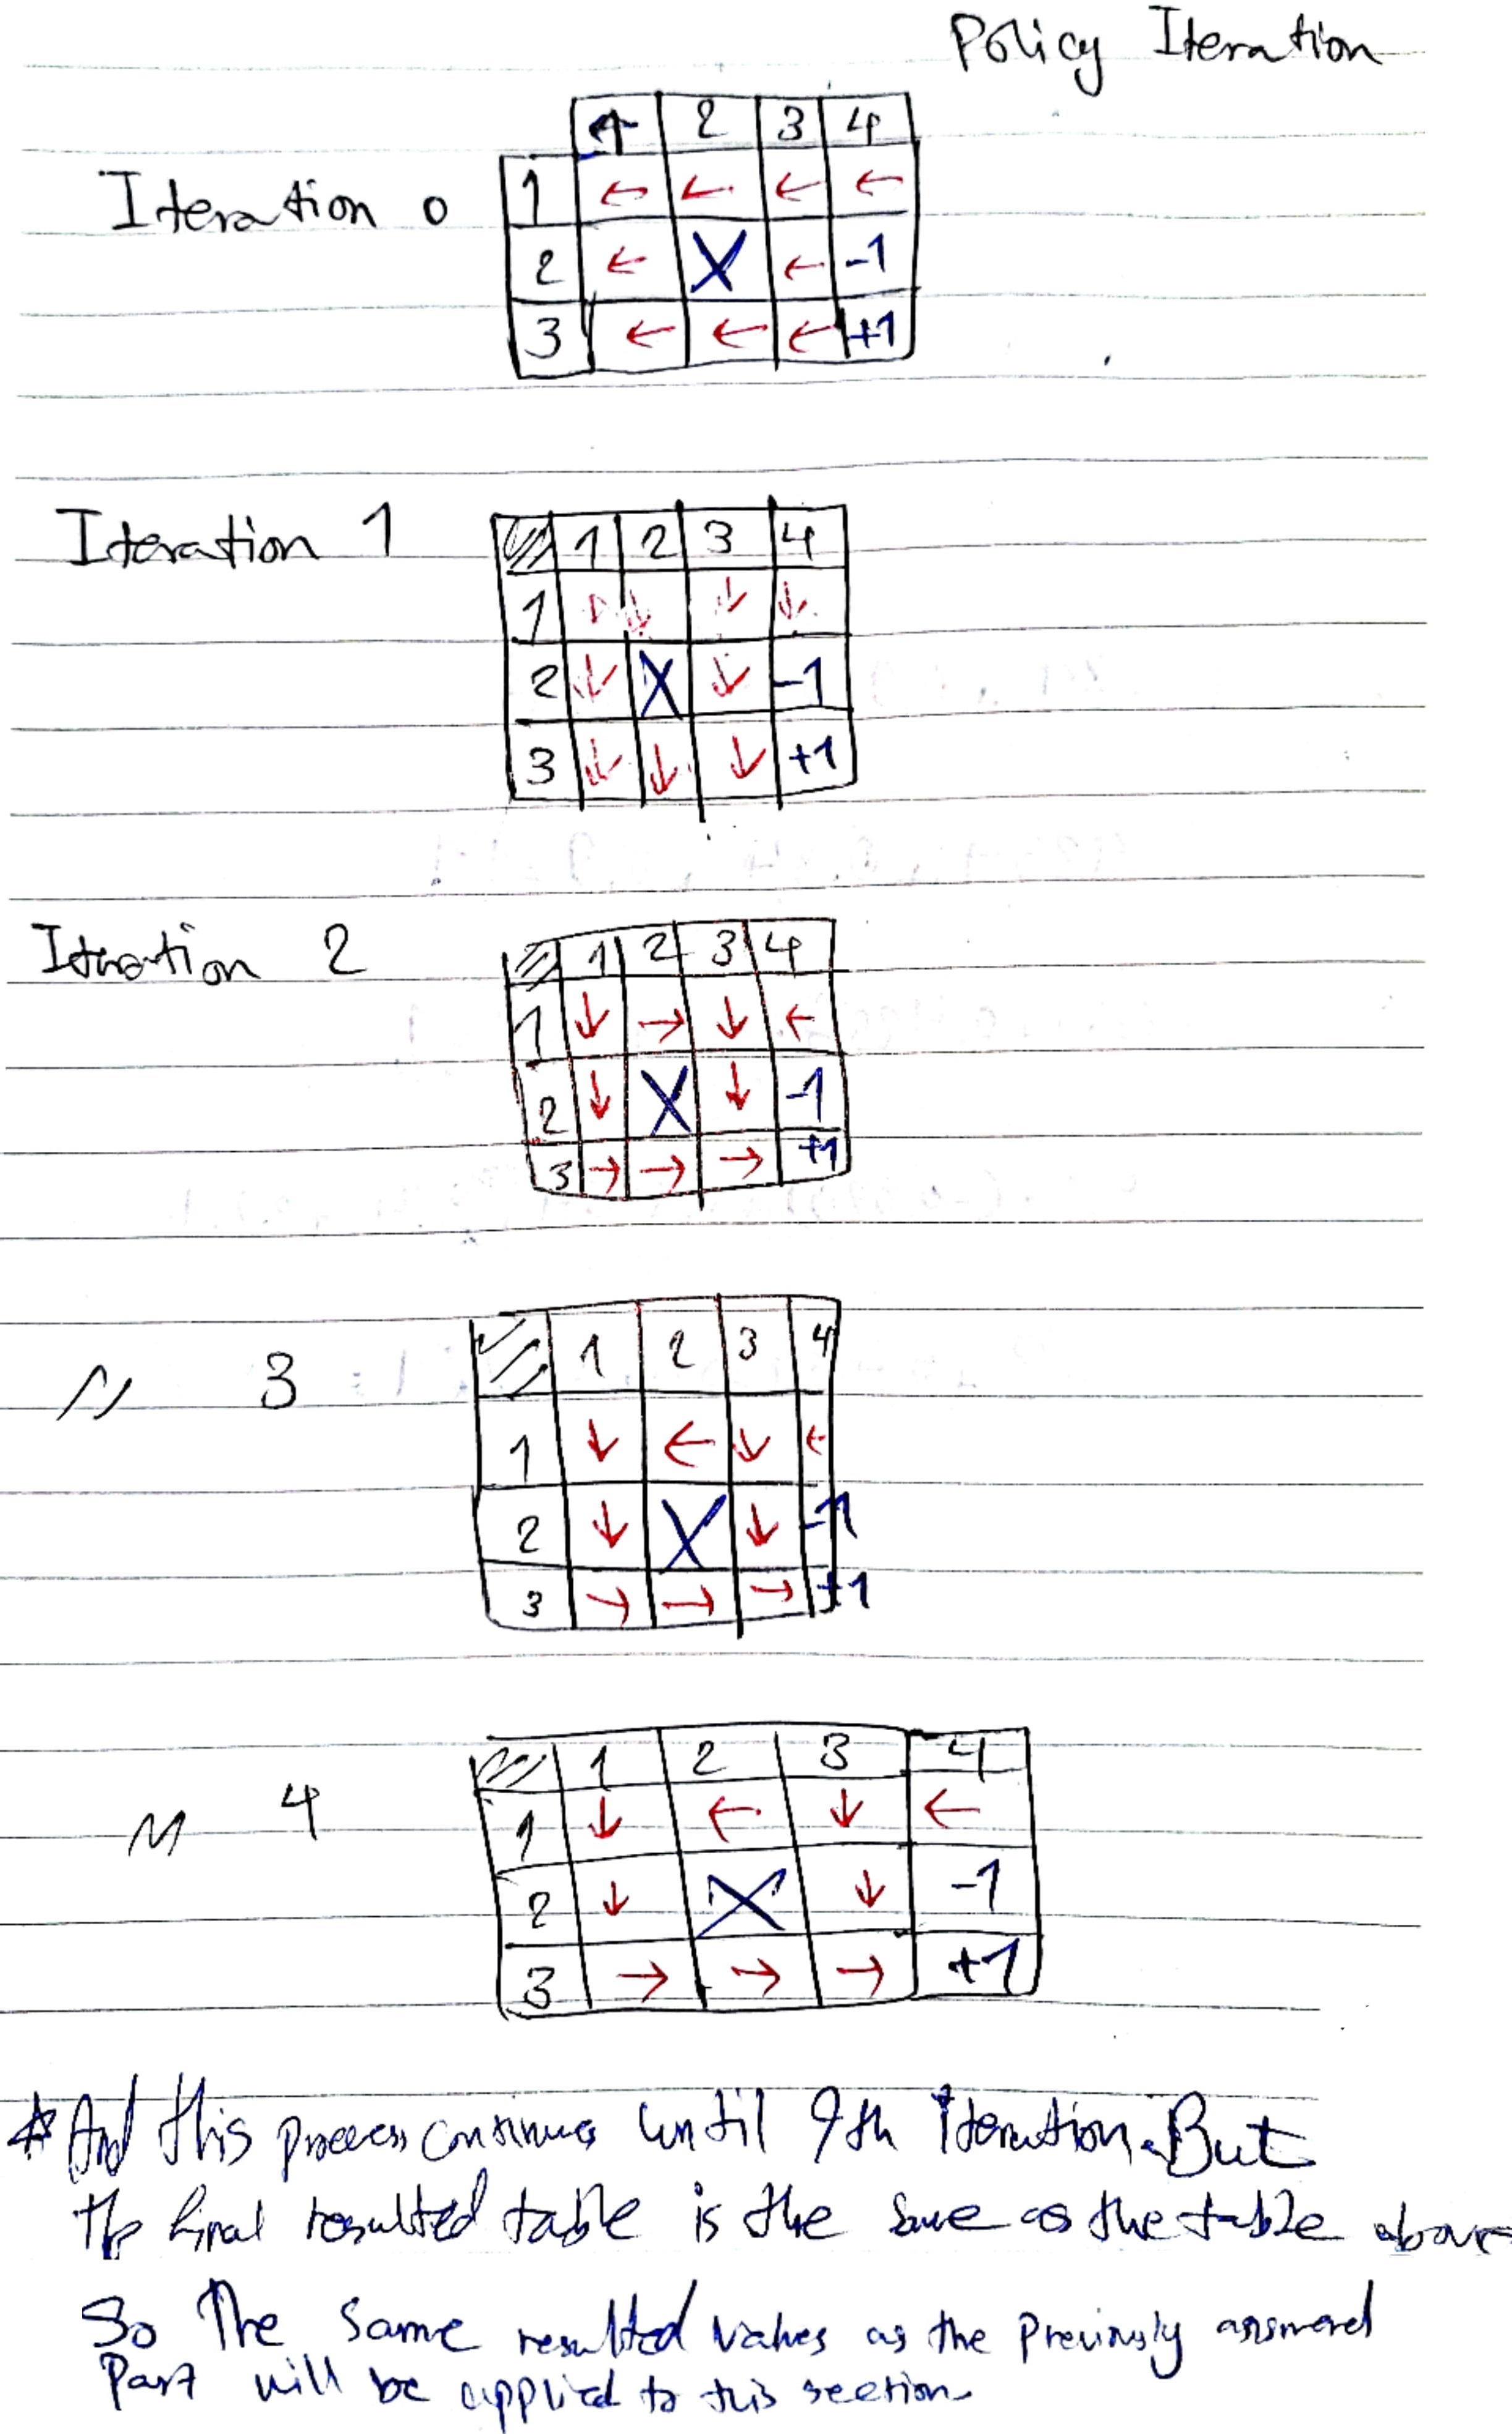 Policy Iteration
Iteration 0
1 2 3 4
1 ← ← ← ←
2 ← X ← -1
3 ← ← ← +1
Iteration 1
1 2 3 4
1 ↓ ↓ ↓
2 ↓ X ↓ -1
3 ↓ ↓ ↓ +1
Iteration 2
1 2 3 4
1 ↓ → ↓ ←
2 ↓ X ↓ -1
3 → → → +1
// 3
1 2 3 4
1 ↓ ← ↓ ←
2 ↓ X ↓ -1
3 → → → +1
4
1 2 3 4
1 ↓ ← ↓ ←
2 ↓ X ↓ -1
3 → → → +1
* And this process continues until 9th Iteration. But
the final resulted table is the same as the table above
So The same resulted values as the previously answered
Part will be applied to this section.